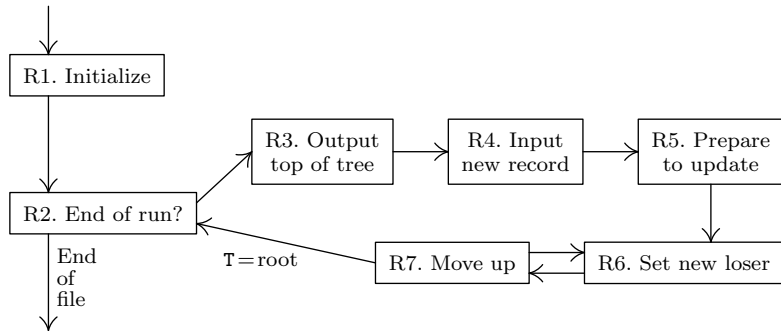 R1. Initialize
R3. Output
top of tree
R4. Input
new record
R5. Prepare
to update
R2. End of run?
End
of
file
T=root
R7. Move up
R6. Set new loser